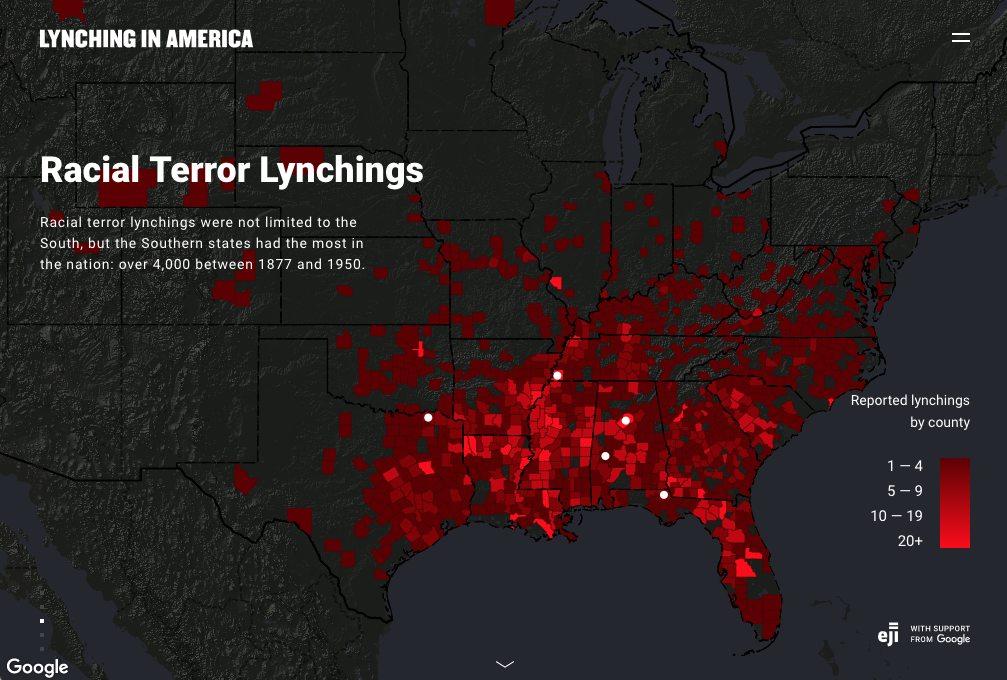 LYNCHING IN AMERICA
Racial Terror Lynchings
Racial terror lynchings were not limited to the
South, but the Southern states had the most in
the nation: over 4,000 between 1877 and 1950.
Reported lynchings
by county
1 — 4
5 — 9
10 — 19
20+
eji
WITH SUPPORT
FROM Google
Google